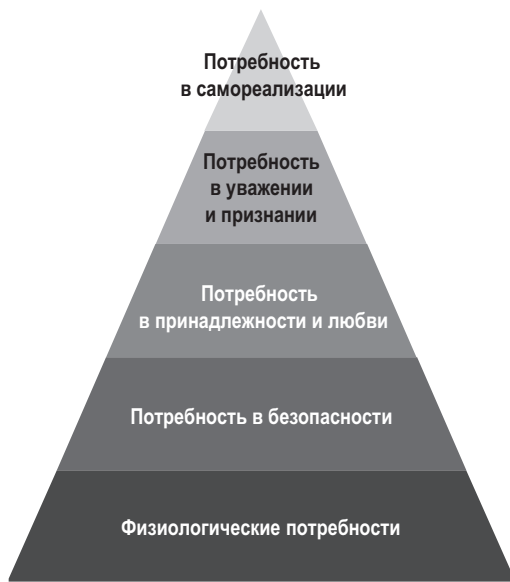 Потребность
в самореализации
Потребность
в уважении
и признании
Потребность
в принадлежности и любви
Потребность в безопасности
Физиологические потребности